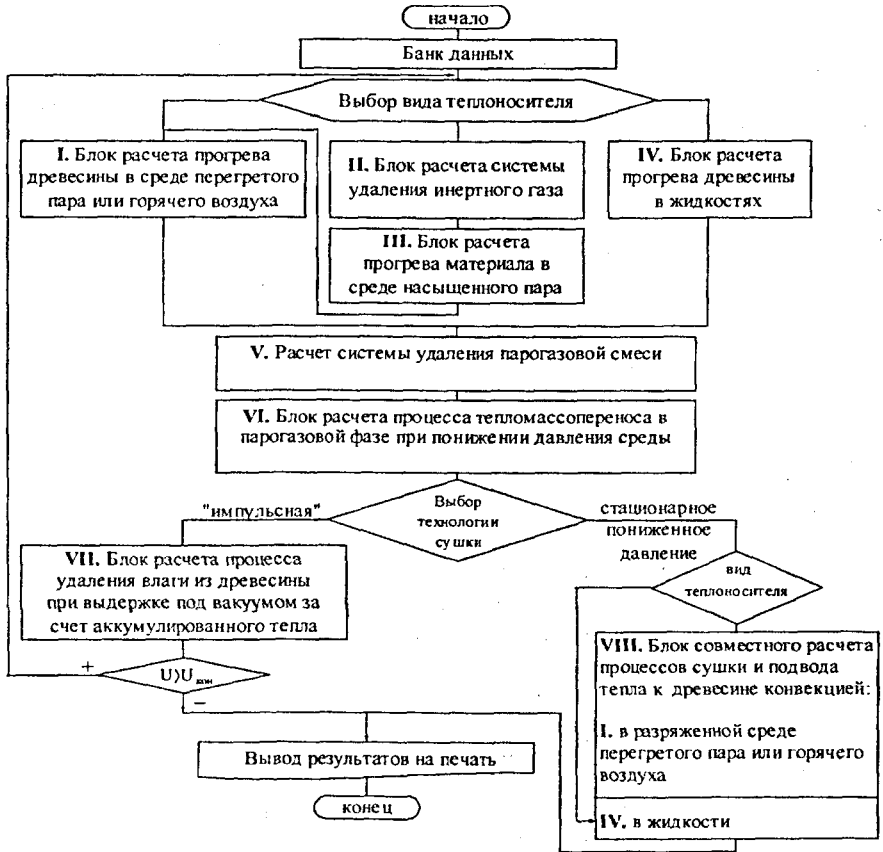 начало
Банк данных
Выбор вида теплоносителя
I. Блок расчета прогрева
древесины в среде перегретого
пара или горячего воздуха
II. Блок расчета системы
удаления инертного газа
IV. Блок расчета
прогрева древесины
в жидкостях
III. Блок расчета
прогрева материала в
среде насыщенного пара
V. Расчет системы удаления парогазовой смеси
VI. Блок расчета процесса тепломассопереноса в
парогазовой фазе при понижении давления среды
"импульсная"
Выбор
технологии
сушки
стационарное
пониженное
давление
VII. Блок расчета процесса
удаления влаги из древесины
при выдержке под вакуумом за
счет аккумулированного тепла
вид
теплоносителя
+
U>Uкон
−
VIII. Блок совместного расчета
процессов сушки и подвода
тепла к древесине конвекцией:
I. в разряженной среде
перегретого пара или горячего
воздуха
IV. в жидкости
Вывод результатов на печать
конец